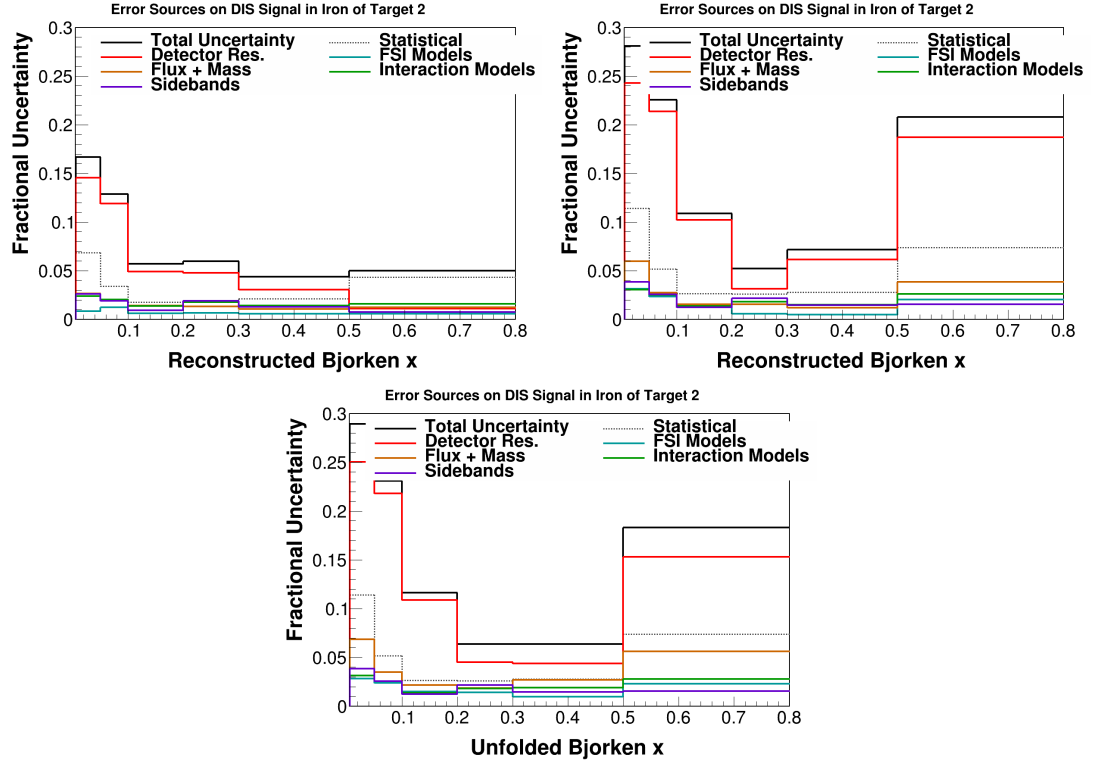 Error Sources on DIS Signal in Iron of Target 2
Fractional Uncertainty
0.3
0.25
0.2
0.15
0.1
0.05
0
Total Uncertainty
Detector Res.
Flux + Mass
Sidebands
Statistical
FSI Models
Interaction Models
0.1 0.2 0.3 0.4 0.5 0.6 0.7 0.8
Reconstructed Bjorken x
Error Sources on DIS Signal in Iron of Target 2
Fractional Uncertainty
0.3
0.25
0.2
0.15
0.1
0.05
0
Total Uncertainty
Detector Res.
Flux + Mass
Sidebands
Statistical
FSI Models
Interaction Models
0.1 0.2 0.3 0.4 0.5 0.6 0.7 0.8
Reconstructed Bjorken x
Error Sources on DIS Signal in Iron of Target 2
Fractional Uncertainty
0.3
0.25
0.2
0.15
0.1
0.05
0
Total Uncertainty
Detector Res.
Flux + Mass
Sidebands
Statistical
FSI Models
Interaction Models
0.1 0.2 0.3 0.4 0.5 0.6 0.7 0.8
Unfolded Bjorken x